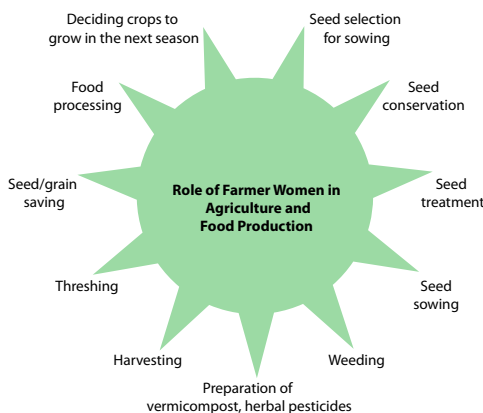 Deciding crops to
grow in the next season
Seed selection
for sowing
Food
processing
Seed
conservation
Seed/grain
saving
Role of Farmer Women in
Agriculture and
Food Production
Seed
treatment
Threshing
Seed
sowing
Harvesting
Weeding
Preparation of
vermicompost, herbal pesticides